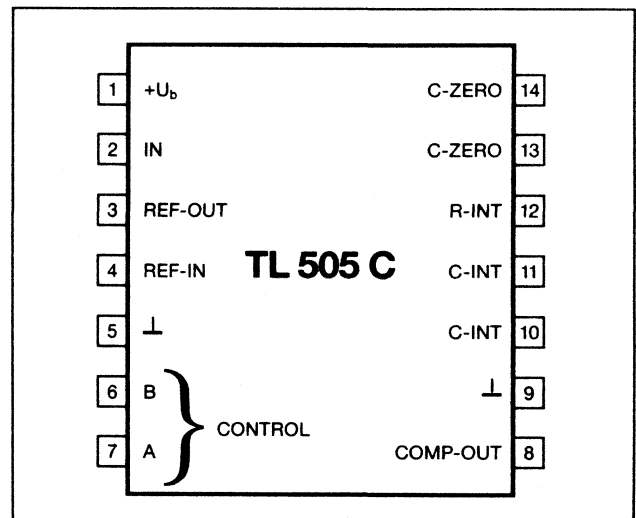 1 +Ub C-ZERO 14
2 IN C-ZERO 13
3 REF-OUT R-INT 12
4 REF-IN TL 505 C C-INT 11
5 ⊥ C-INT 10
6 B ⊥ 9
CONTROL
7 A COMP-OUT 8